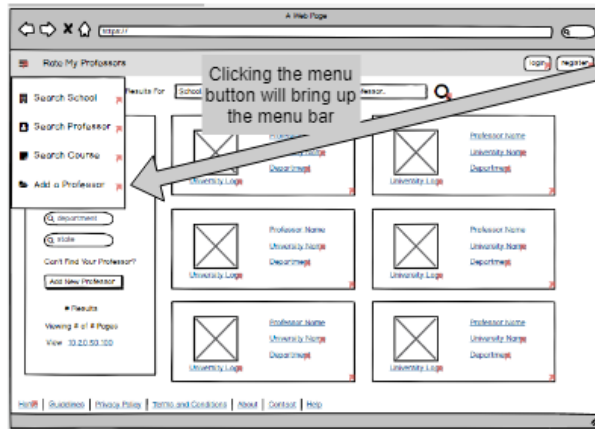 A Web Page
https://
Rate My Professors
login
register
Clicking the menu
button will bring up
the menu bar
Results For
School
Search School
Search Professor
Search Course
Add a Professor
department
state
Can't Find Your Professor?
Add New Professor
# Results
Viewing # of # Pages
View 10,20,50,100
Professor Name
University Name
Department
University Logo
Professor Name
University Name
Department
University Logo
Professor Name
University Name
Department
University Logo
Professor Name
University Name
Department
University Logo
Professor Name
University Name
Department
University Logo
Professor Name
University Name
Department
University Logo
Home | Guidelines | Privacy Policy | Terms and Conditions | About | Contact | Help